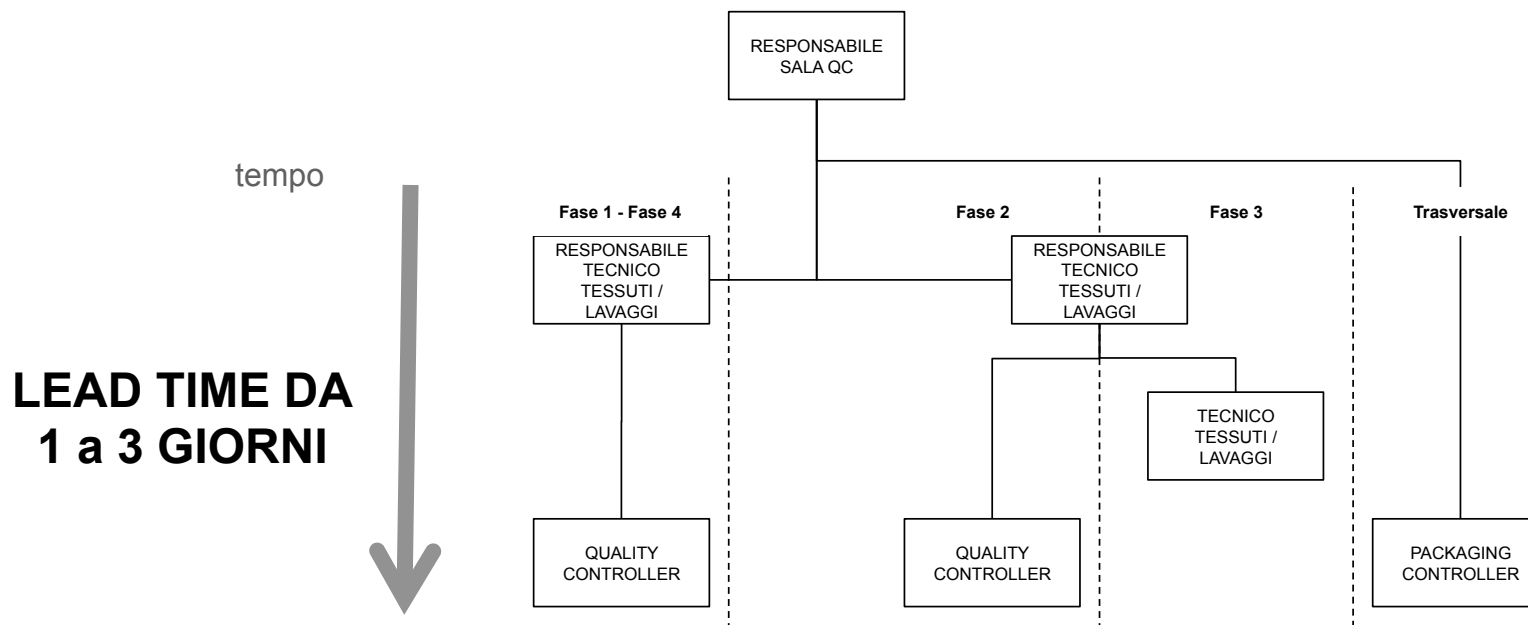 RESPONSABILE
SALA QC
tempo
Fase 1 - Fase 4
Fase 2
Fase 3
Trasversale
RESPONSABILE
TECNICO
TESSUTI /
LAVAGGI
RESPONSABILE
TECNICO
TESSUTI /
LAVAGGI
LEAD TIME DA
1 a 3 GIORNI
TECNICO
TESSUTI /
LAVAGGI
QUALITY
CONTROLLER
QUALITY
CONTROLLER
PACKAGING
CONTROLLER